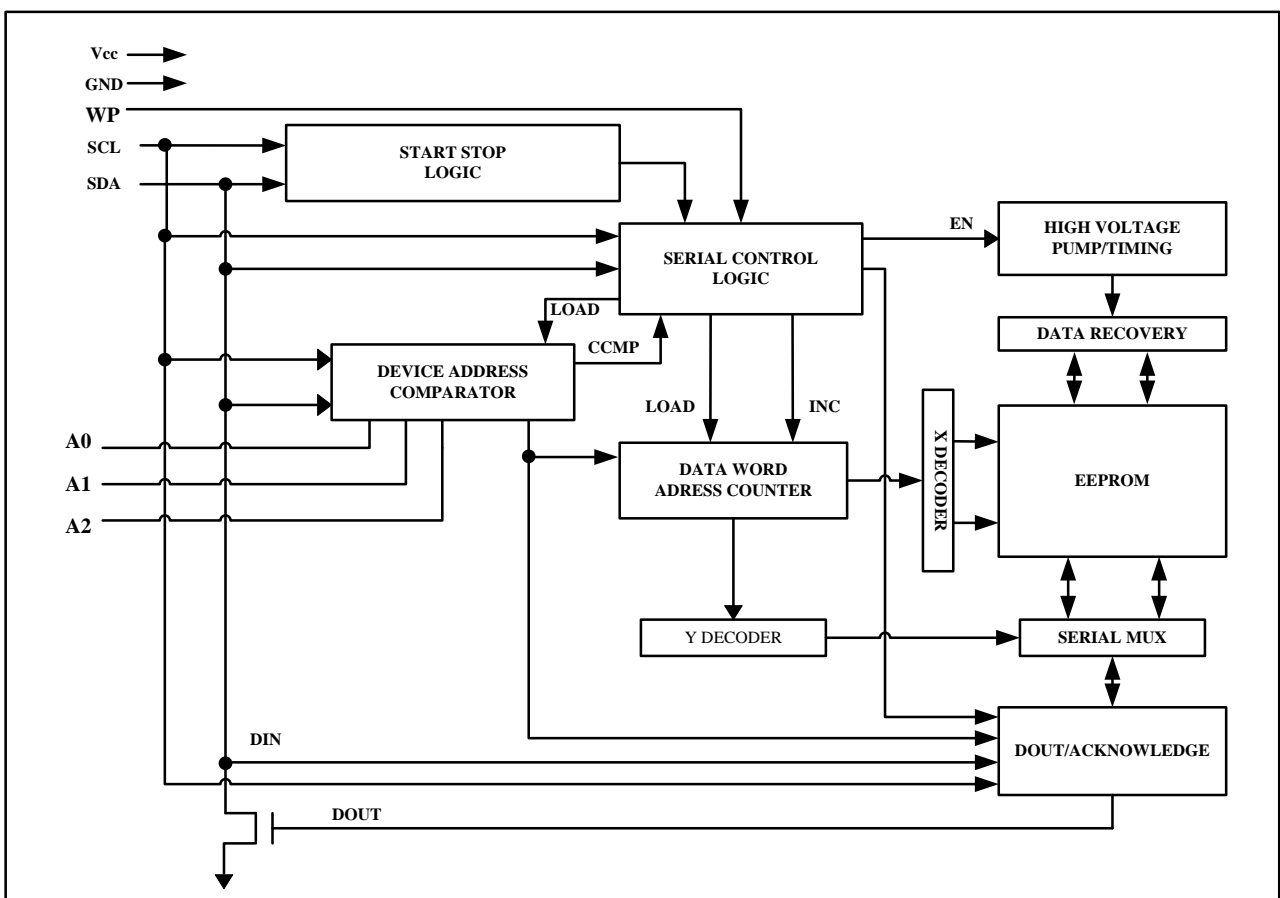 Vcc
GND
WP
SCL
SDA
START STOP
LOGIC
EN
HIGH VOLTAGE
PUMP/TIMING
SERIAL CONTROL
LOGIC
LOAD
CCMP
DATA RECOVERY
DEVICE ADDRESS
COMPARATOR
LOAD
INC
A0
A1
A2
DATA WORD
ADRESS COUNTER
X DECODER
EEPROM
Y DECODER
SERIAL MUX
DIN
DOUT/ACKNOWLEDGE
DOUT